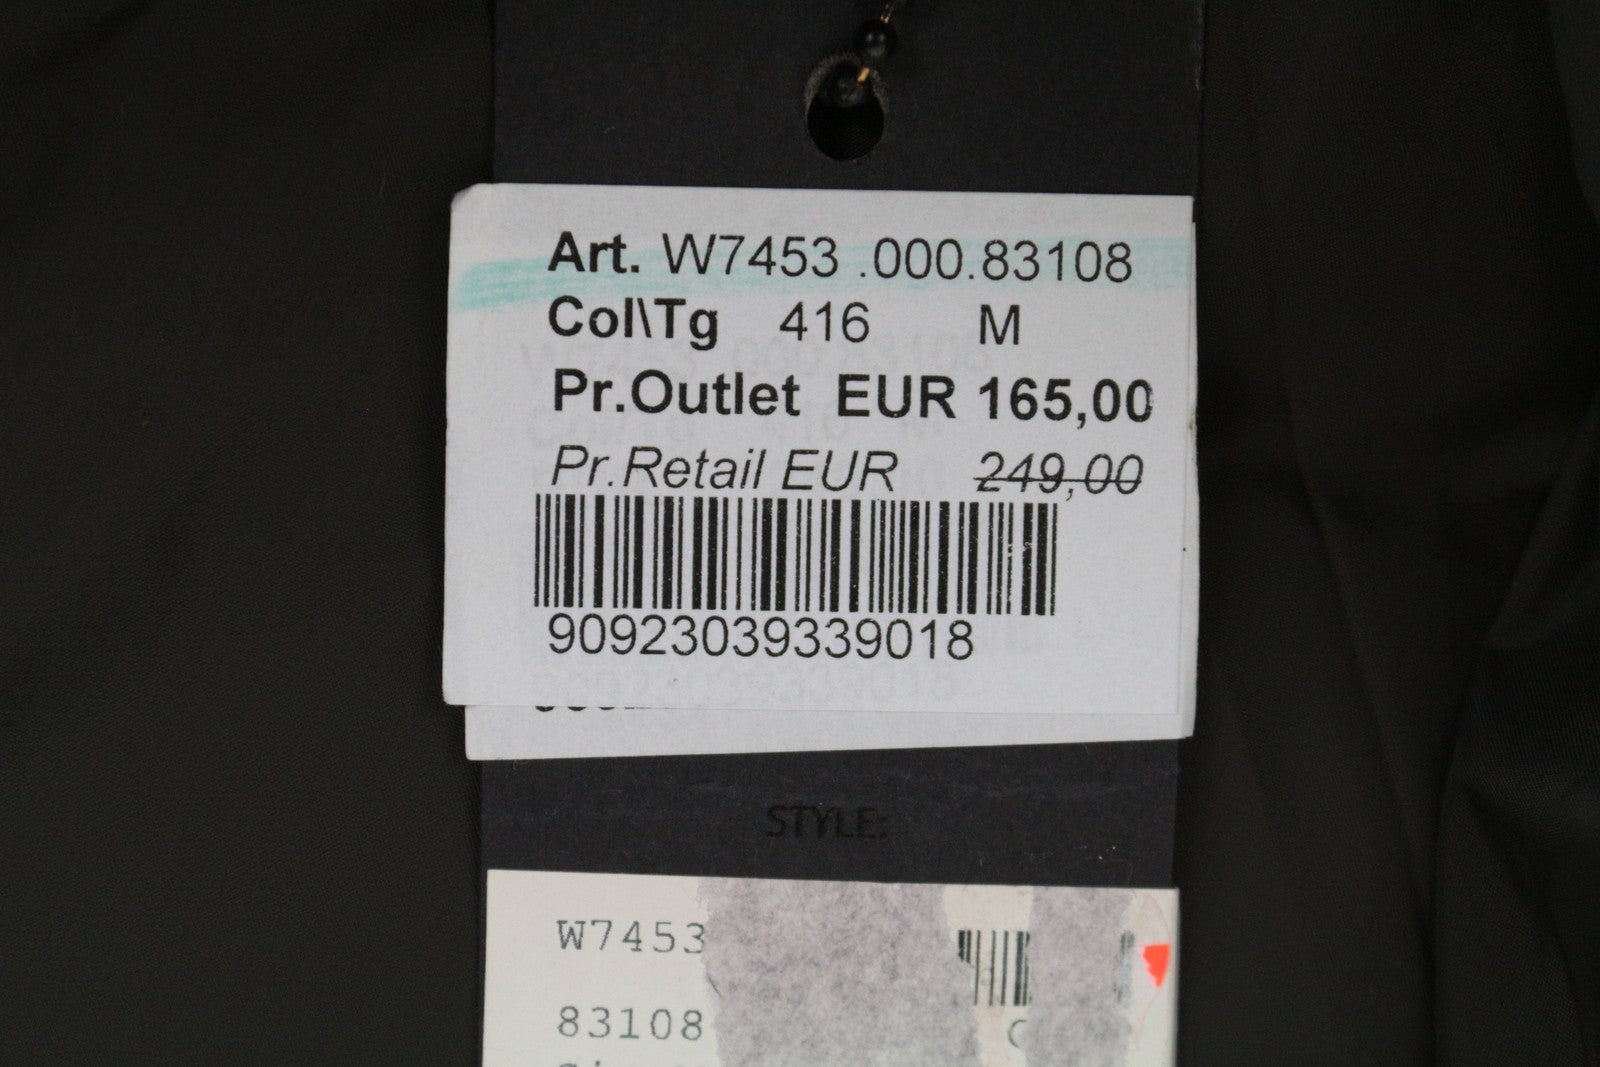 Art. W7453 .000.83108
Col\Tg 416 M
Pr.Outlet EUR 165,00
Pr.Retail EUR 249,00
90923039339018
STYLE:
W7453
83108